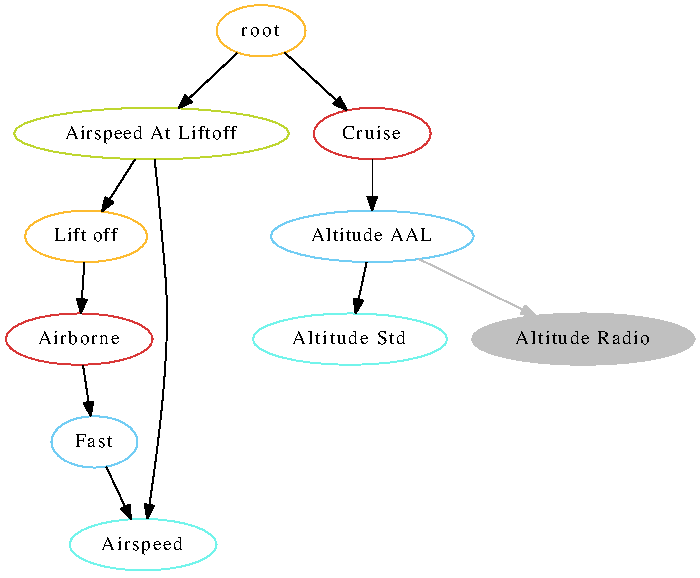 root
Airspeed At Liftoff
Cruise
Lift off
Altitude AAL
Airborne
Altitude Std
Altitude Radio
Fast
Airspeed